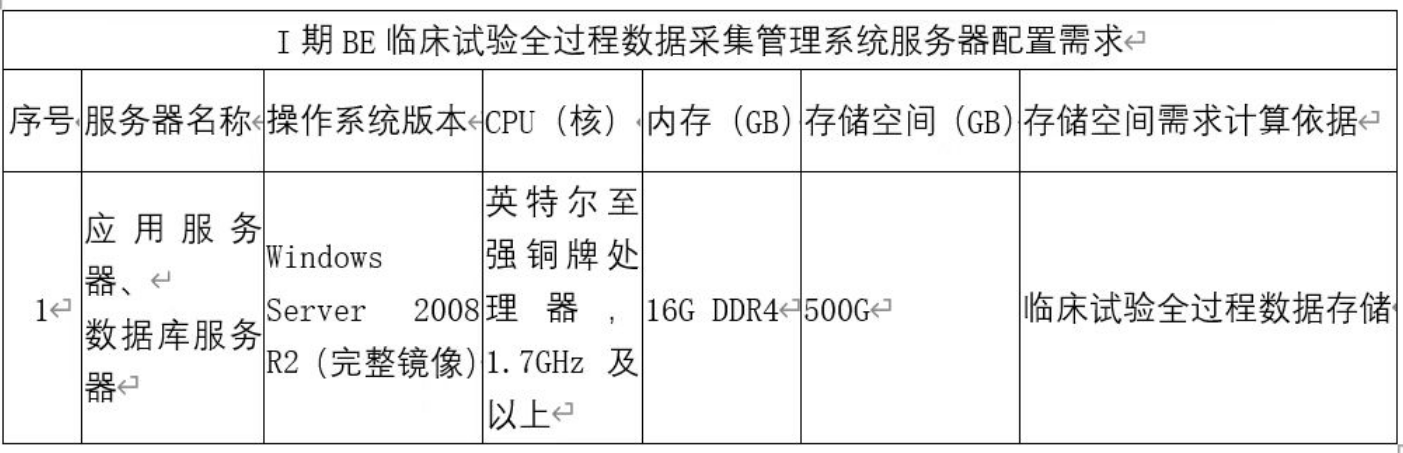 I 期 BE 临床试验全过程数据采集管理系统服务器配置需求
序号 服务器名称 操作系统版本 CPU（核） 内存（GB） 存储空间（GB） 存储空间需求计算依据
1
应用服务
器、
数据库服务
器
Windows
Server 2008
R2（完整镜像）
英特尔至
强铜牌处
理器，
1.7GHz 及
以上
16G DDR4
500G
临床试验全过程数据存储